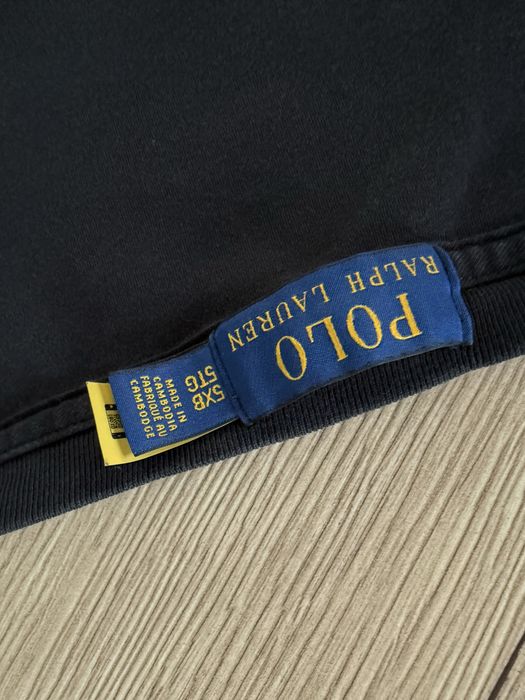 POLO
RALPH LAUREN
5XB
5TG
MADE IN
CAMBODIA
FABRIQUÉ AU
CAMBODGE